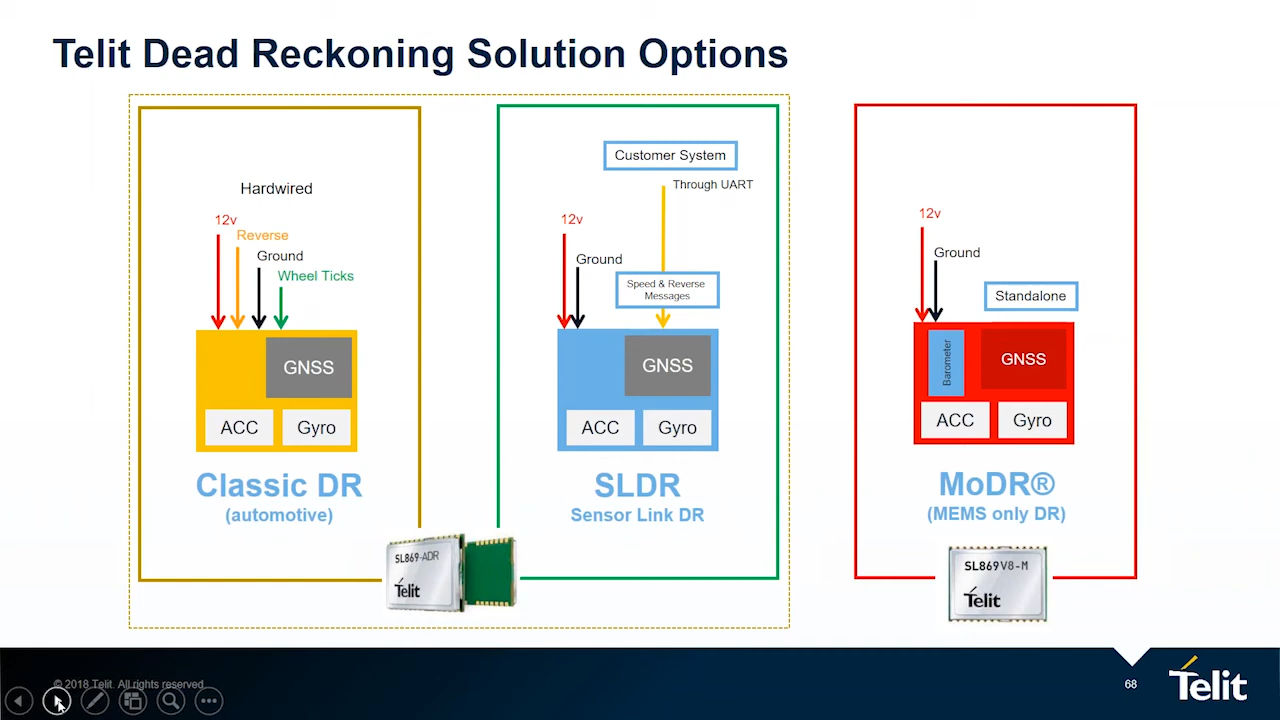 Telit Dead Reckoning Solution Options
Hardwired
12v
Reverse
Ground
Wheel Ticks
GNSS
ACC
Gyro
Classic DR
(automotive)
Customer System
Through UART
12v
Ground
Speed & Reverse
Messages
GNSS
ACC
Gyro
SLDR
Sensor Link DR
SL869-ADR
Telit
12v
Ground
Standalone
Barometer
GNSS
ACC
Gyro
MoDR®
(MEMS only DR)
SL869V8-M
Telit
© 2018 Telit. All rights reserved
68
Telit